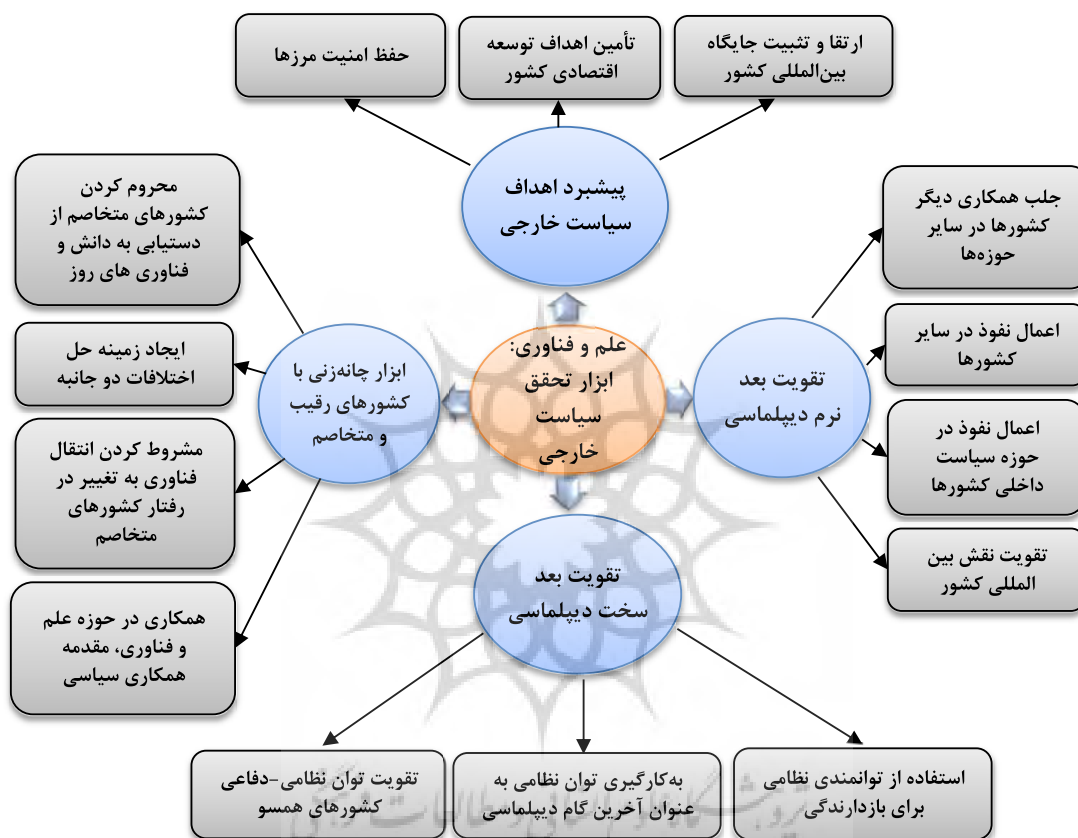 ارتقا و تثبیت جایگاه
بین‌المللی کشور
تأمین اهداف توسعه
اقتصادی کشور
حفظ امنیت مرزها
پیشبرد اهداف
سیاست خارجی
جلب همکاری دیگر
کشورها در سایر
حوزه‌ها
اعمال نفوذ در سایر
کشورها
اعمال نفوذ در
حوزه سیاست
داخلی کشورها
تقویت نقش بین
المللی کشور
تقویت بعد
نرم دیپلماسی
علم و فناوری:
ابزار تحقق
سیاست
خارجی
ابزار چانه‌زنی با
کشورهای رقیب
و متخاصم
محروم کردن
کشورهای متخاصم از
دستیابی به دانش و
فناوری های روز
ایجاد زمینه حل
اختلافات دو جانبه
مشروط کردن انتقال
فناوری به تغییر در
رفتار کشورهای
متخاصم
همکاری در حوزه علم
و فناوری، مقدمه
همکاری سیاسی
تقویت بعد
سخت دیپلماسی
استفاده از توانمندی نظامی
برای بازدارندگی
به‌کارگیری توان نظامی به
عنوان آخرین گام دیپلماسی
تقویت توان نظامی-دفاعی
کشورهای همسو
پژوهشگاه علوم انسانی و مطالعات فرهنگی